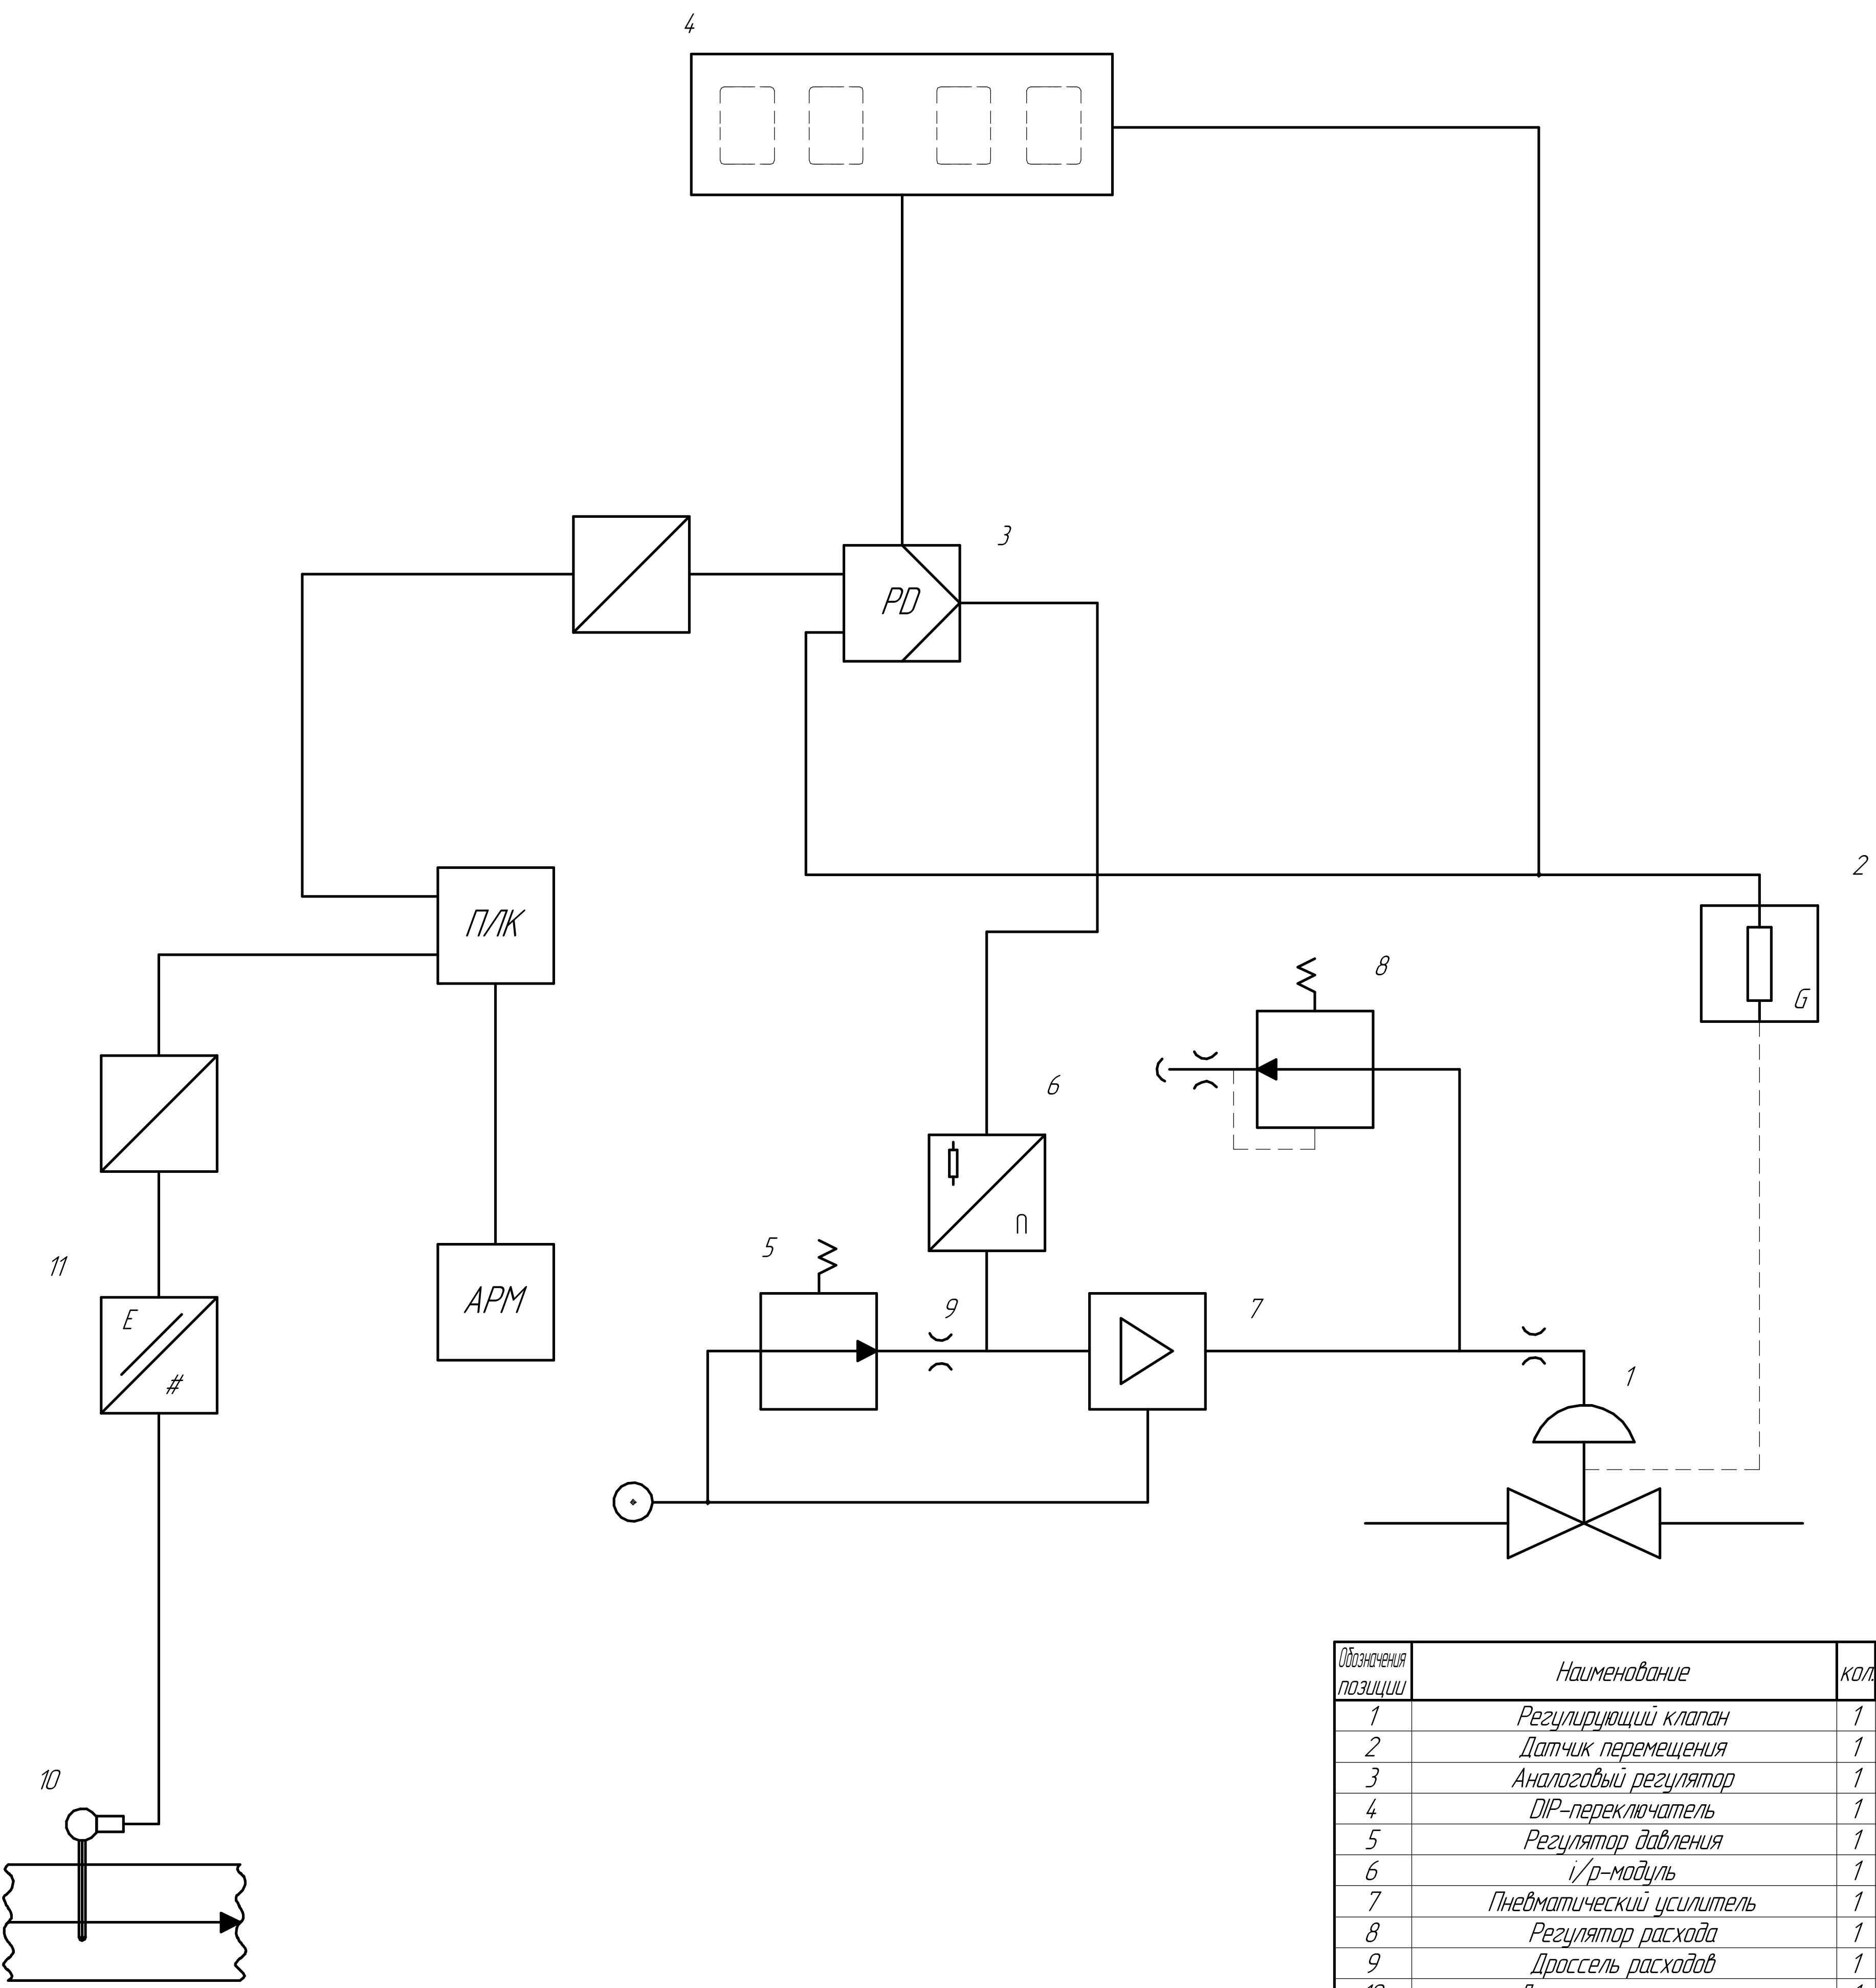 4
3
PD
2
ПЛК
8
G
6
5
11
E
#
АРМ
9
7
1
10
Обозначения позиции Наименование кол.
1 Регулирующий клапан 1
2 Датчик перемещения 1
3 Аналоговый регулятор 1
4 DIP-переключатель 1
5 Регулятор давления 1
6 i/p-модуль 1
7 Пневматический усилитель 1
8 Регулятор расхода 1
9 Дроссель расходов 1